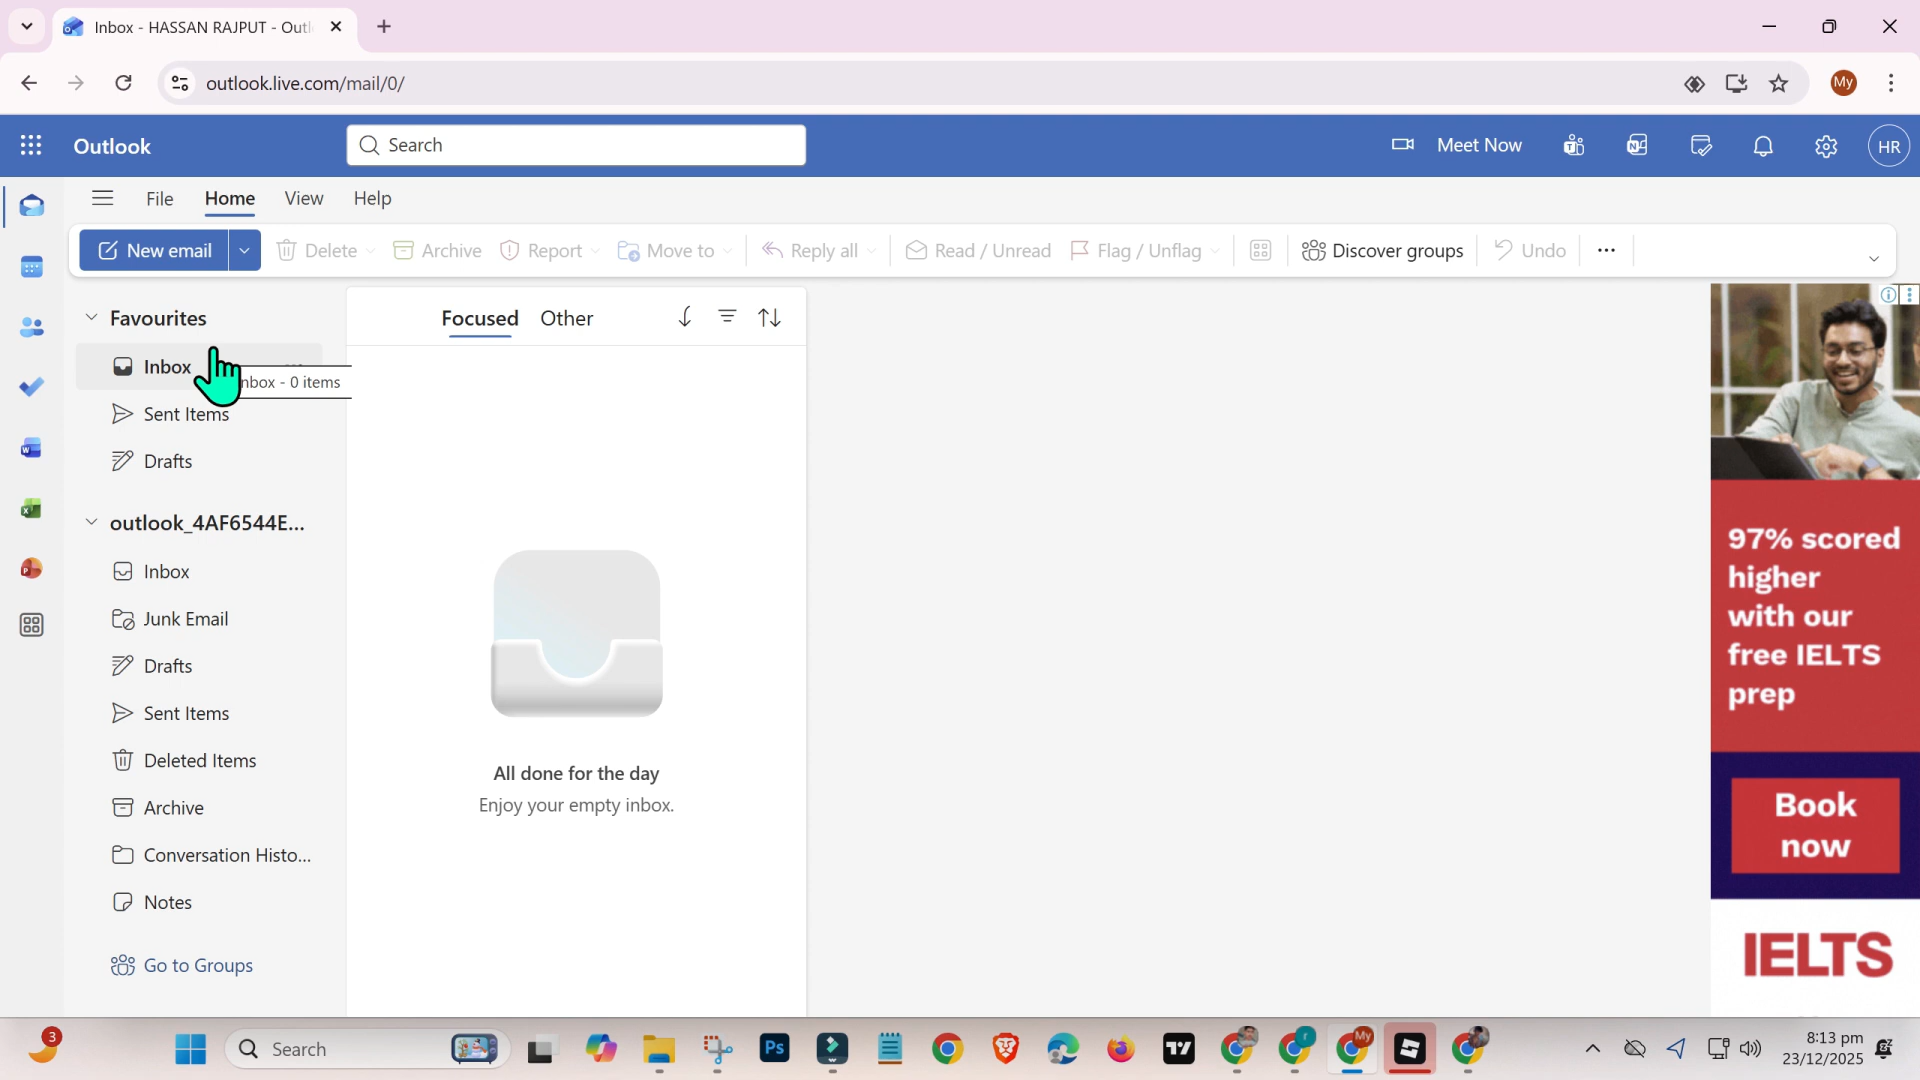 Inbox - HASSAN RAJPUT - Outl
outlook.live.com/mail/0/
My
Outlook
Search
Meet Now
HR
File Home View Help
New email Delete Archive Report Move to Reply all Read / Unread Flag / Unflag Discover groups Undo
Favourites
Inbox
nbox - 0 items
Sent Items
Drafts
outlook_4AF6544E...
Inbox
Junk Email
Drafts
Sent Items
Deleted Items
Archive
Conversation Histo...
Notes
Go to Groups
Focused Other
All done for the day
Enjoy your empty inbox.
97% scored
higher
with our
free IELTS
prep
Book
now
IELTS
3
Search
Ps
My
8:13 pm
23/12/2025